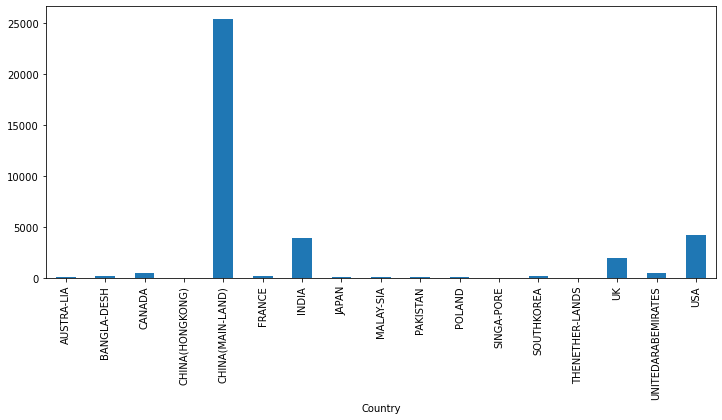 25000
20000
15000
10000
5000
0
AUSTRA-LIA
BANGLA-DESH
CANADA
CHINA(HONGKONG)
CHINA(MAIN-LAND)
FRANCE
INDIA
JAPAN
MALAY-SIA
PAKISTAN
POLAND
SINGA-PORE
SOUTHKOREA
THENETHER-LANDS
UK
UNITEDARABEMIRATES
USA
Country